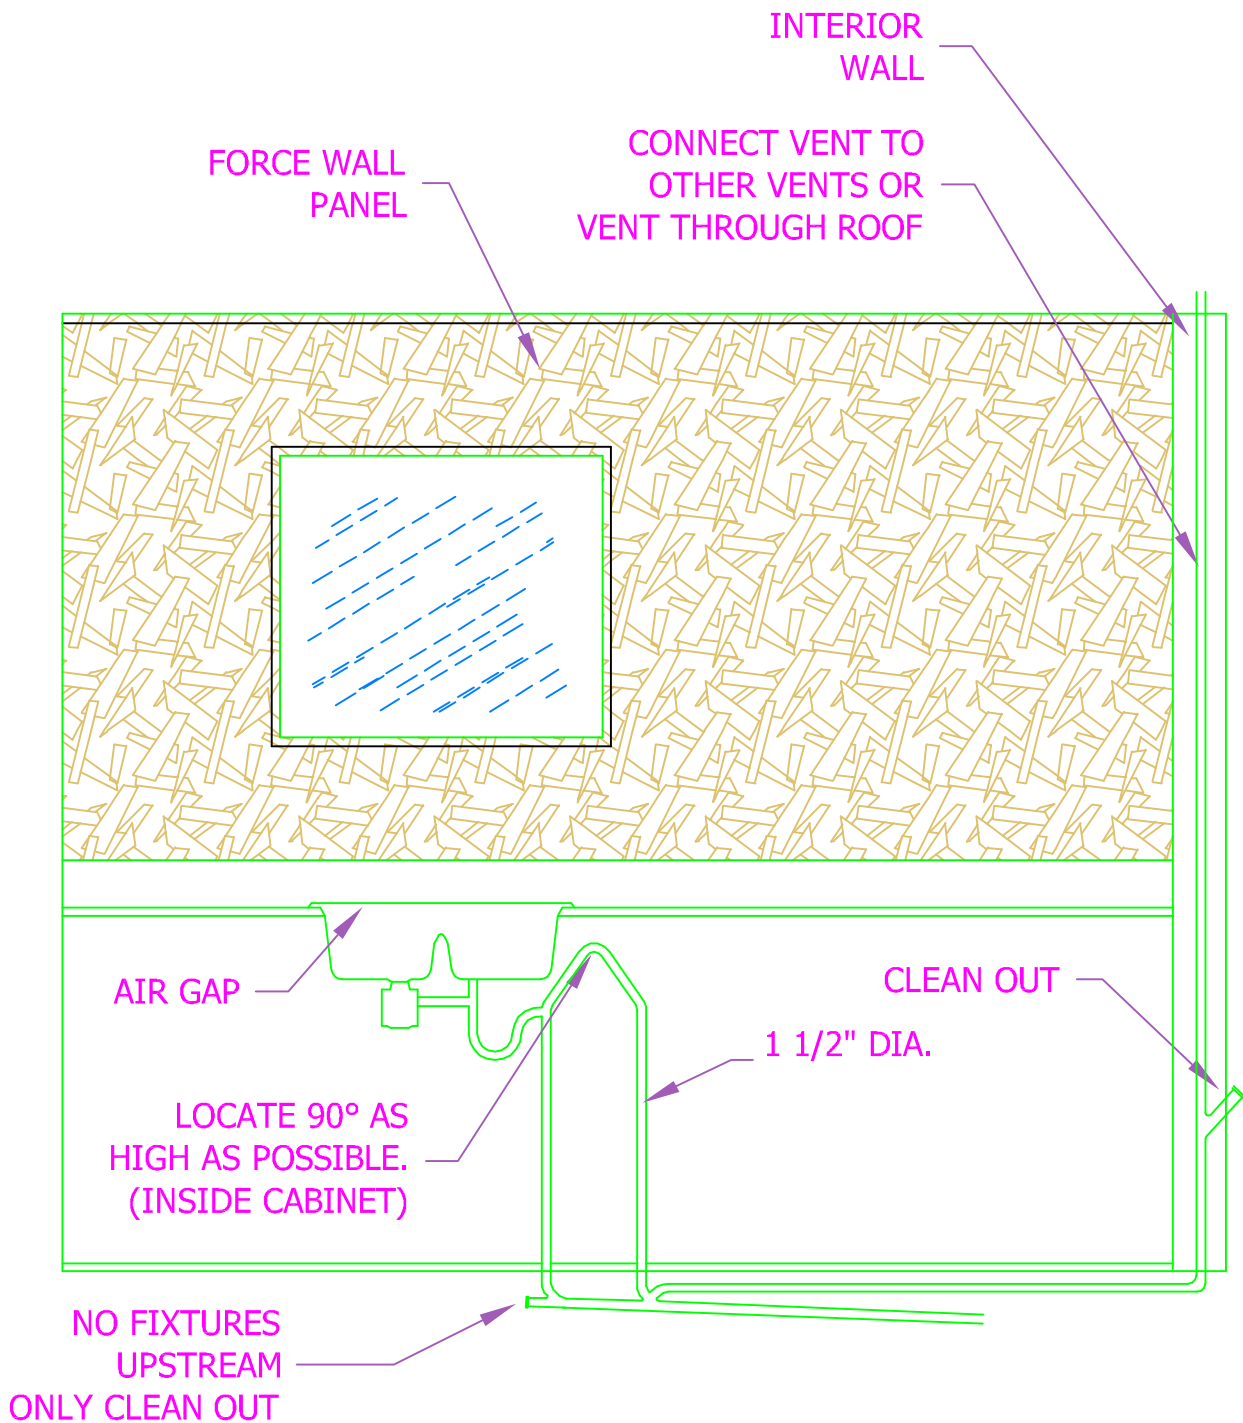 INTERIOR
WALL
CONNECT VENT TO
OTHER VENTS OR
VENT THROUGH ROOF
FORCE WALL
PANEL
AIR GAP
CLEAN OUT
1 1/2" DIA.
LOCATE 90° AS
HIGH AS POSSIBLE.
(INSIDE CABINET)
NO FIXTURES
UPSTREAM
ONLY CLEAN OUT